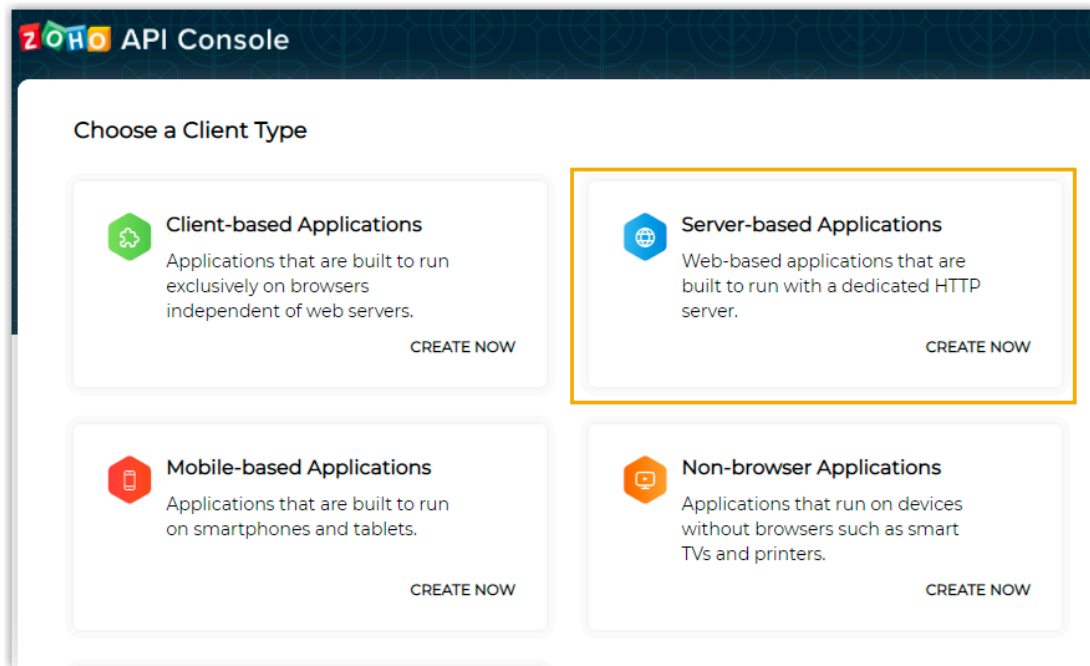 ZOHO API Console
Choose a Client Type
Client-based Applications
Applications that are built to run
exclusively on browsers
independent of web servers.
CREATE NOW
Server-based Applications
Web-based applications that are
built to run with a dedicated HTTP
server.
CREATE NOW
Mobile-based Applications
Applications that are built to run
on smartphones and tablets.
CREATE NOW
Non-browser Applications
Applications that run on devices
without browsers such as smart
TVs and printers.
CREATE NOW